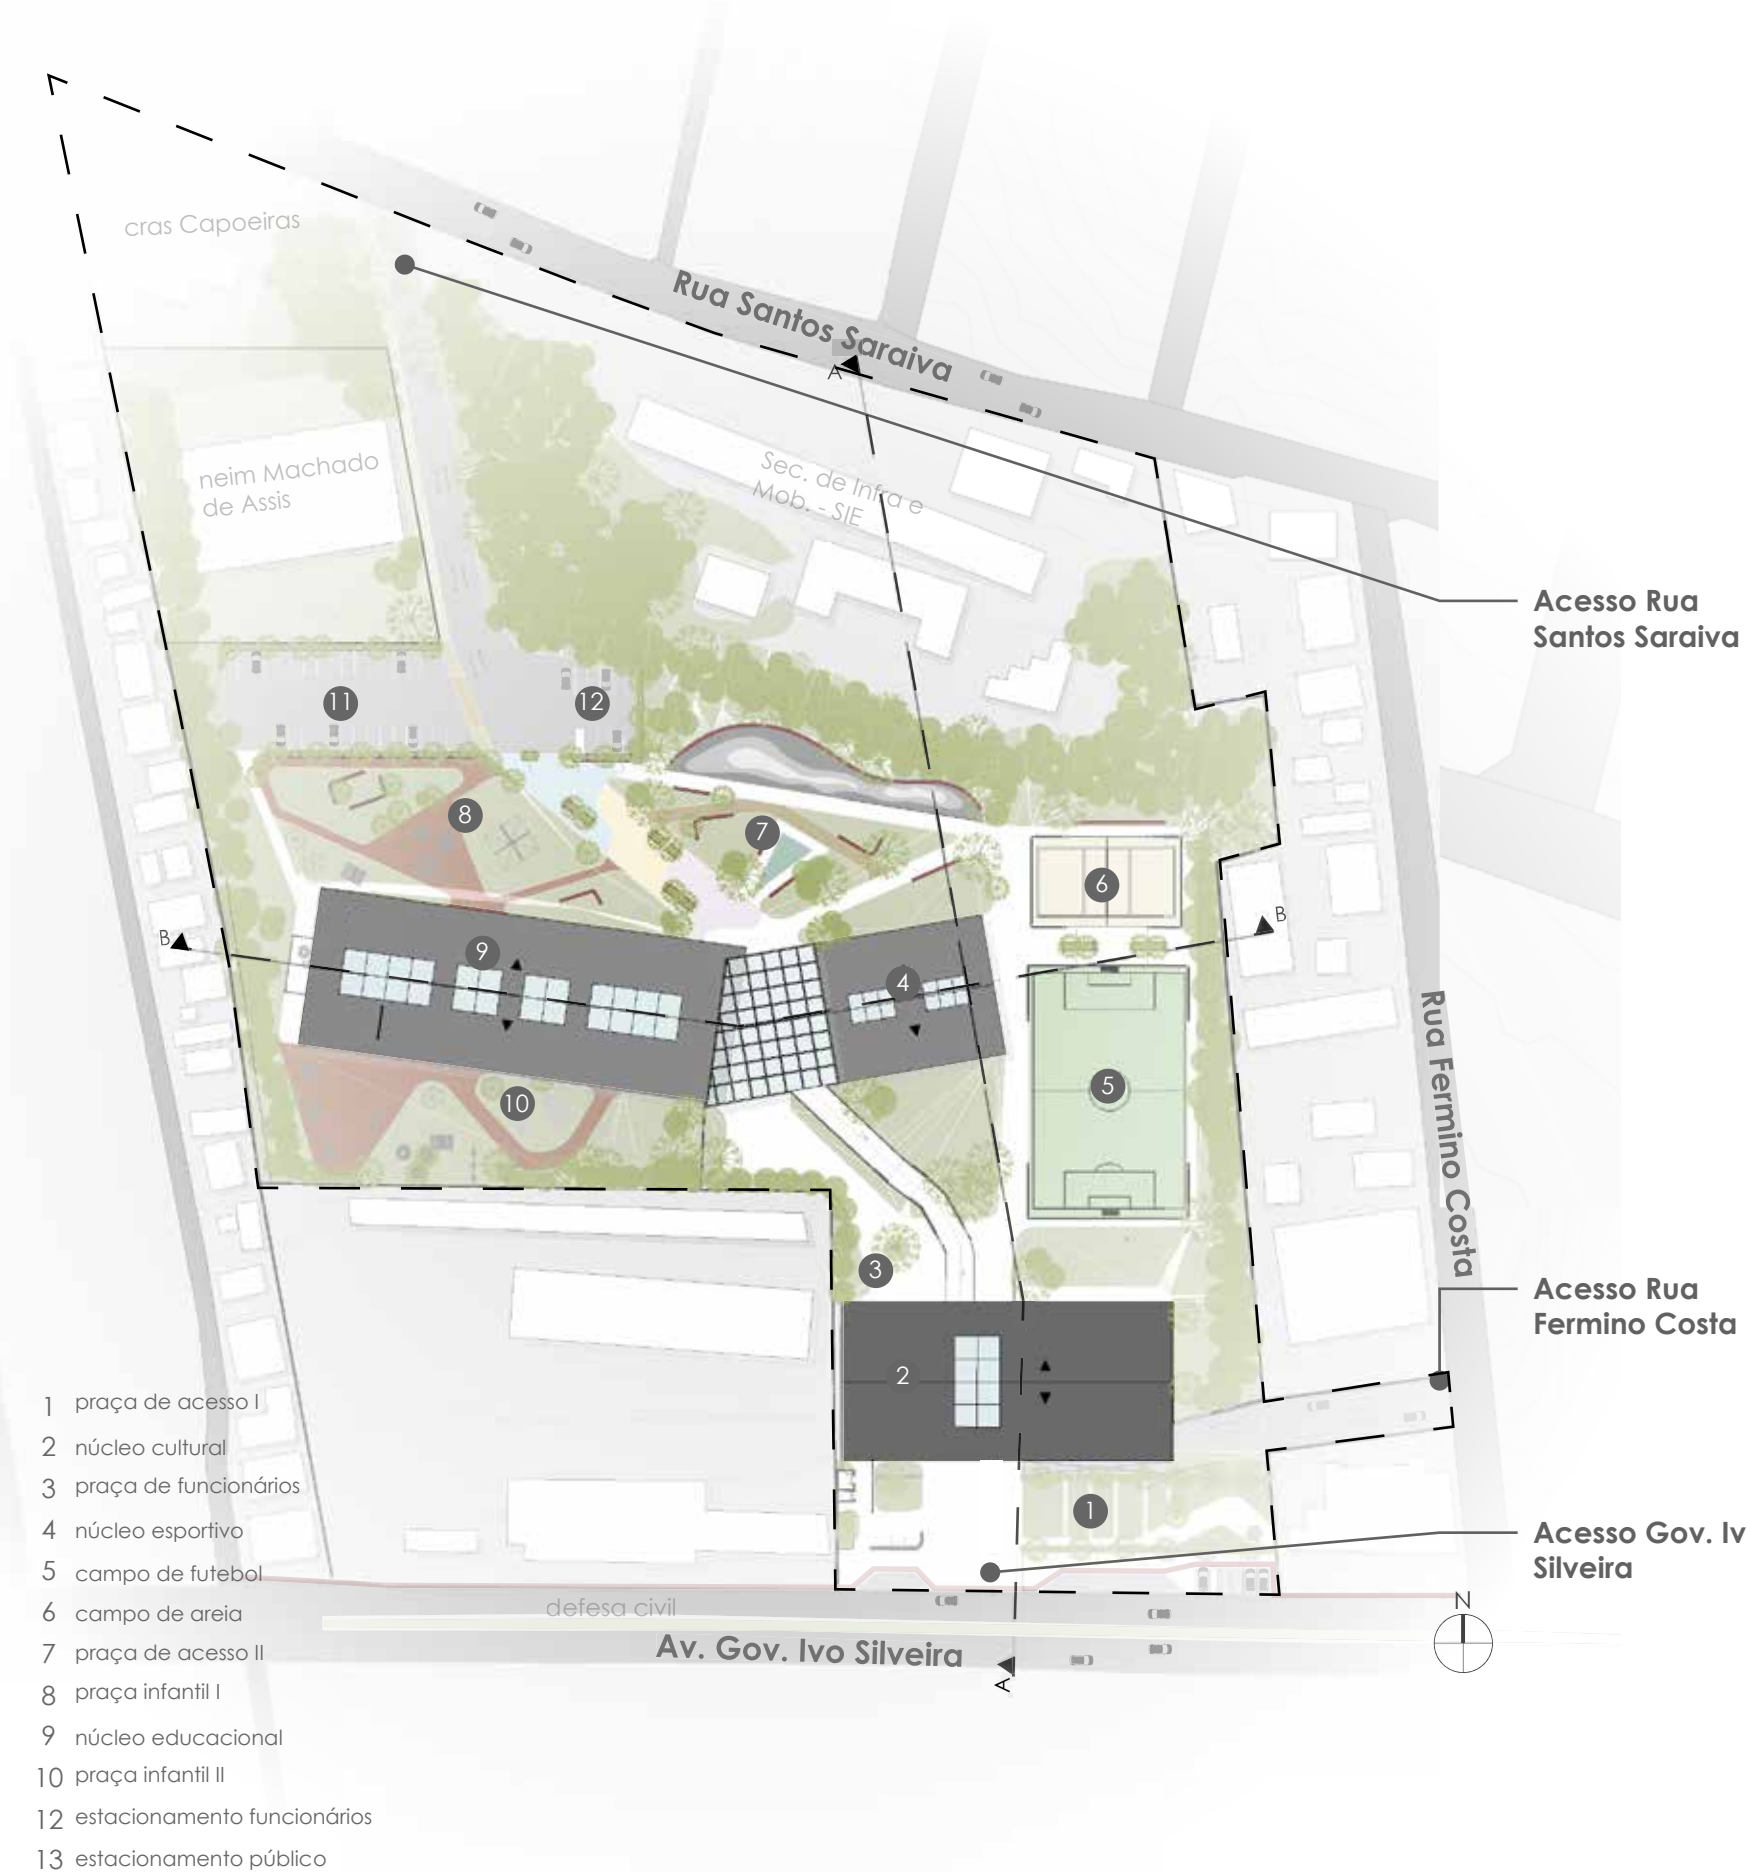 cras Capoeiras
Rua Santos Saraiva
A
neim Machado
de Assis
Sec. de Infra e
Mob. - SIE
Acesso Rua
Santos Saraiva
11
12
8
7
6
B
B
9
4
5
10
Rua Fermino Costa
3
Acesso Rua
Fermino Costa
2
1
Acesso Gov. Iv
Silveira
defesa civil
Av. Gov. Ivo Silveira
A
N
1 praça de acesso I
2 núcleo cultural
3 praça de funcionários
4 núcleo esportivo
5 campo de futebol
6 campo de areia
7 praça de acesso II
8 praça infantil I
9 núcleo educacional
10 praça infantil II
12 estacionamento funcionários
13 estacionamento público